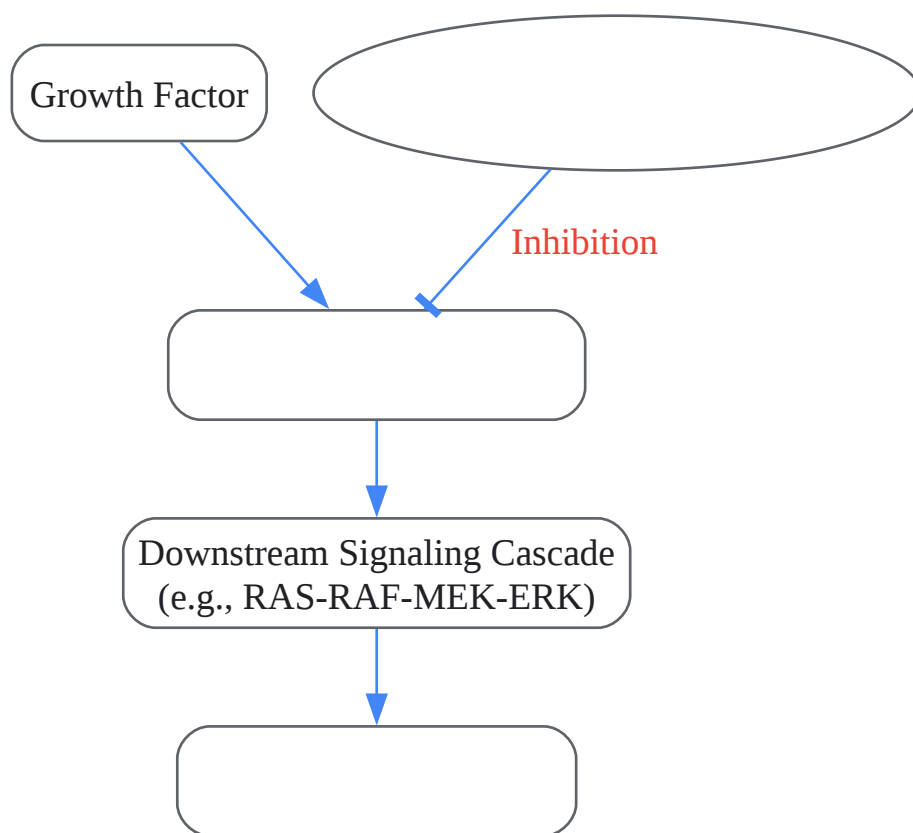 Growth Factor
Inhibition
Downstream Signaling Cascade
(e.g., RAS-RAF-MEK-ERK)